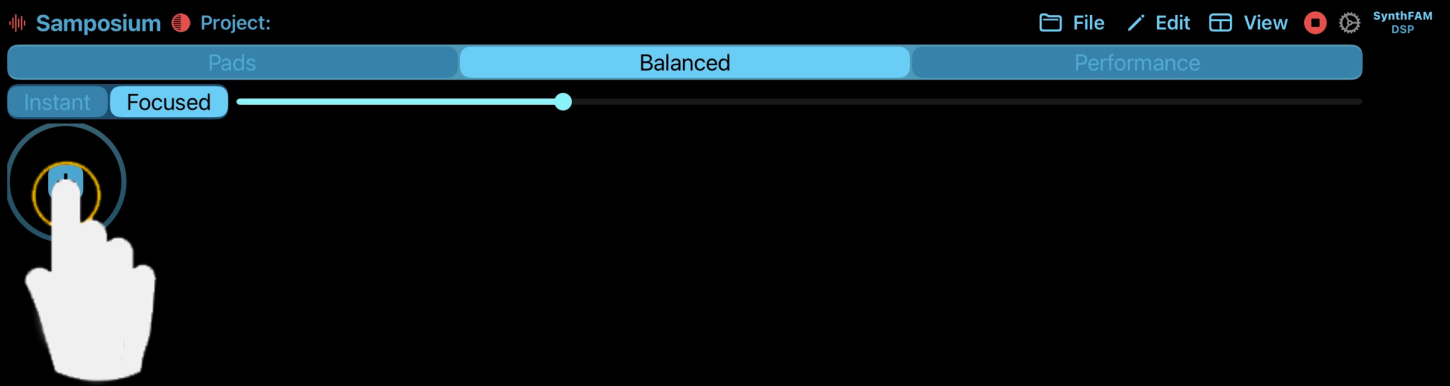 Samposium Project: File Edit View SynthFAM DSP
Pads Balanced Performance
Instant Focused